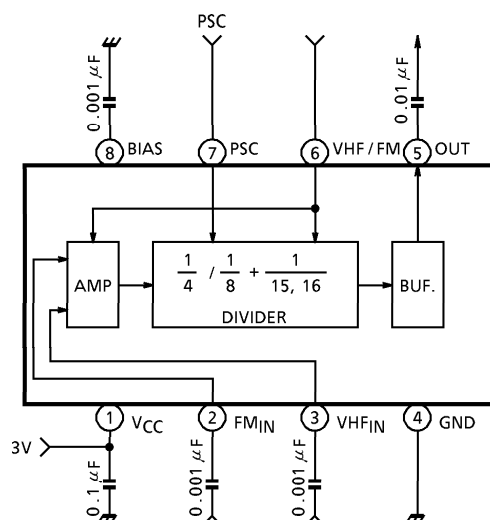 PSC
0.001 μF
0.01 μF
8 BIAS
7 PSC
6 VHF / FM
5 OUT
AMP
1/4 / 1/8 + 1/15, 16
DIVIDER
BUF.
1 VCC
2 FMIN
3 VHFIN
4 GND
3V
0.1 μF
0.001 μF
0.001 μF